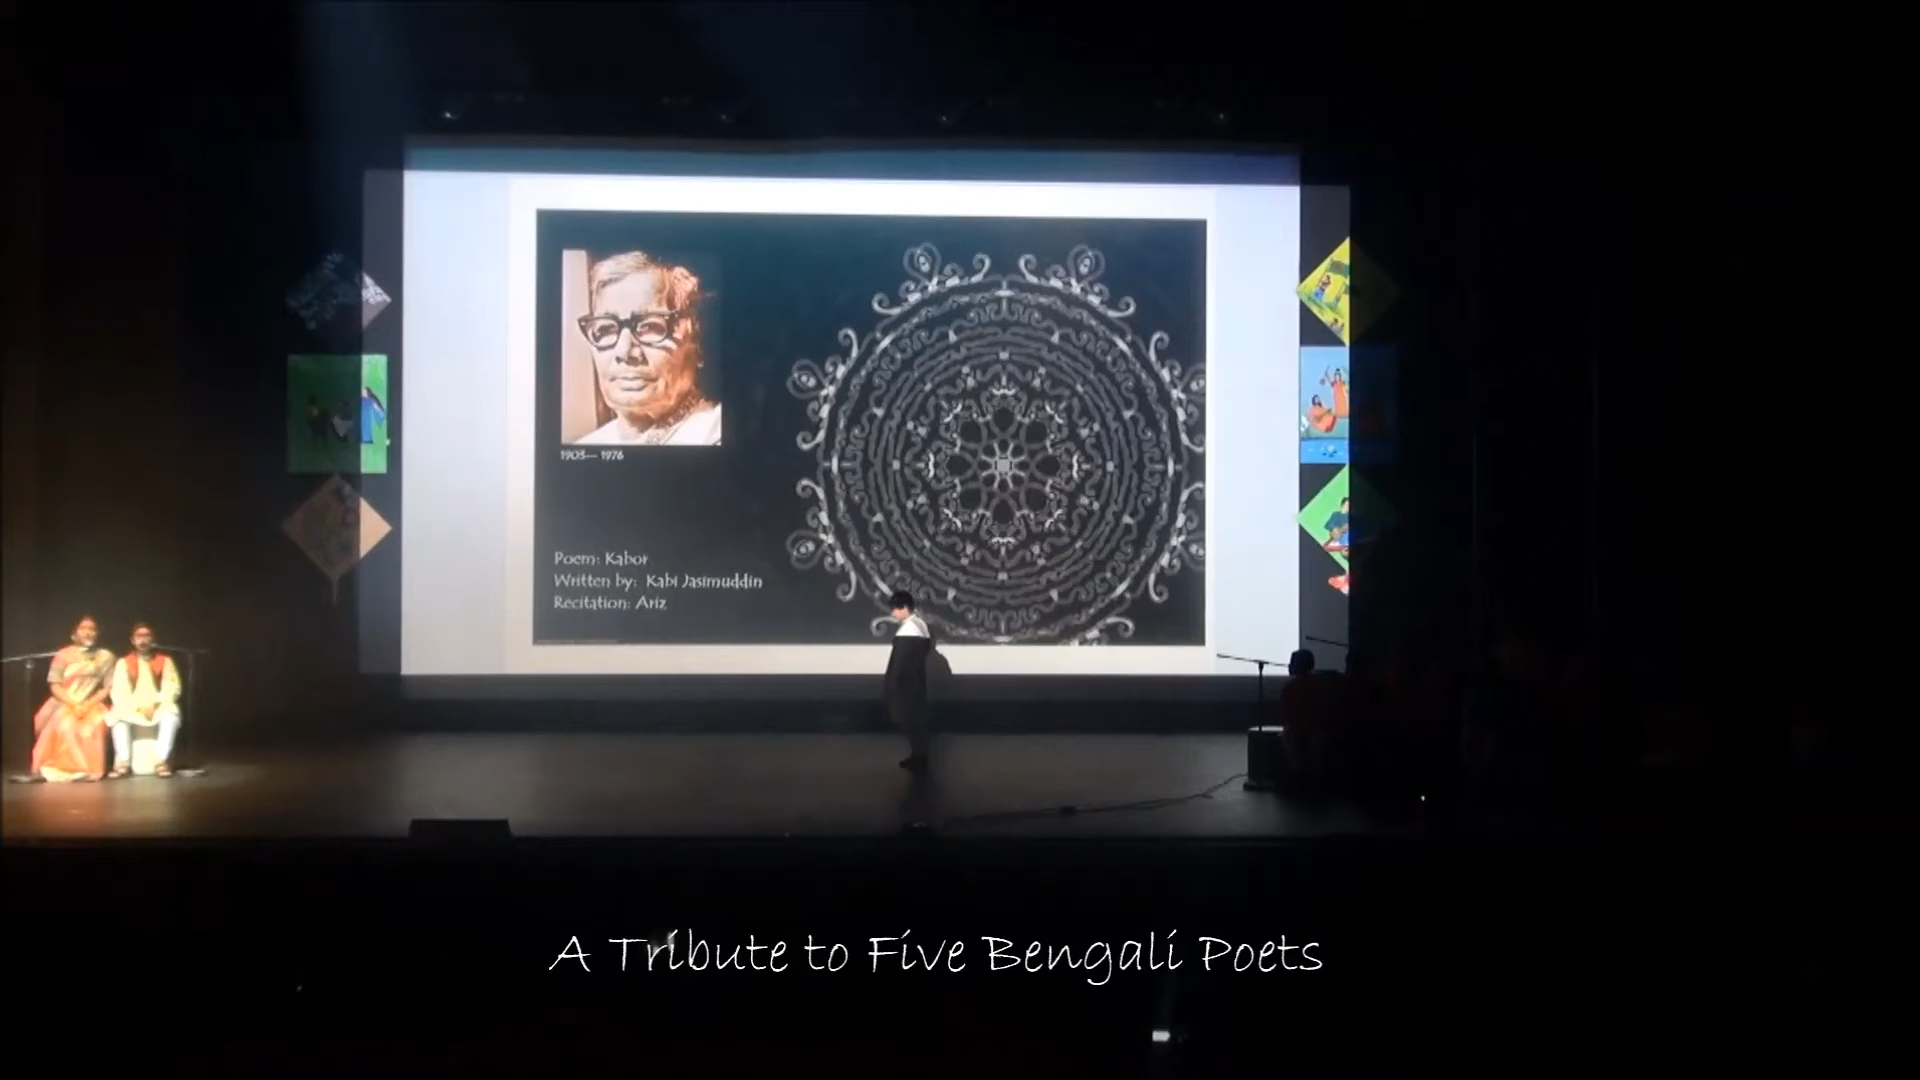 1903— 1976
Poem: Kabor
Written by: Kabi Jasimuddin
Recitation: Ariz
A Tribute to Five Bengali Poets